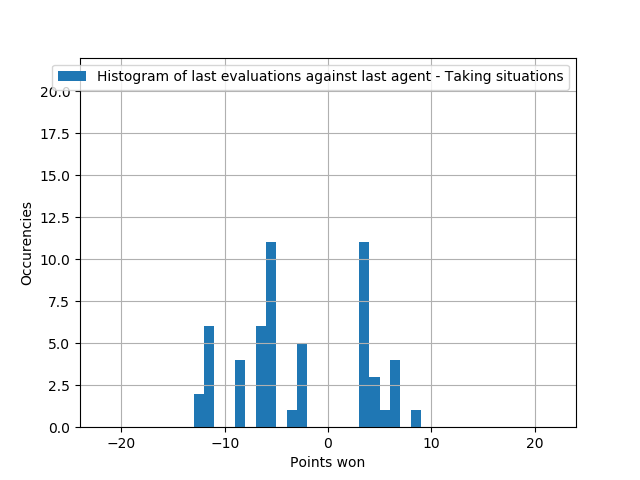 Histogram of last evaluations against last agent - Taking situations
20.0
17.5
15.0
12.5
10.0
7.5
5.0
2.5
0.0
Occurencies
−20 −10 0 10 20
Points won